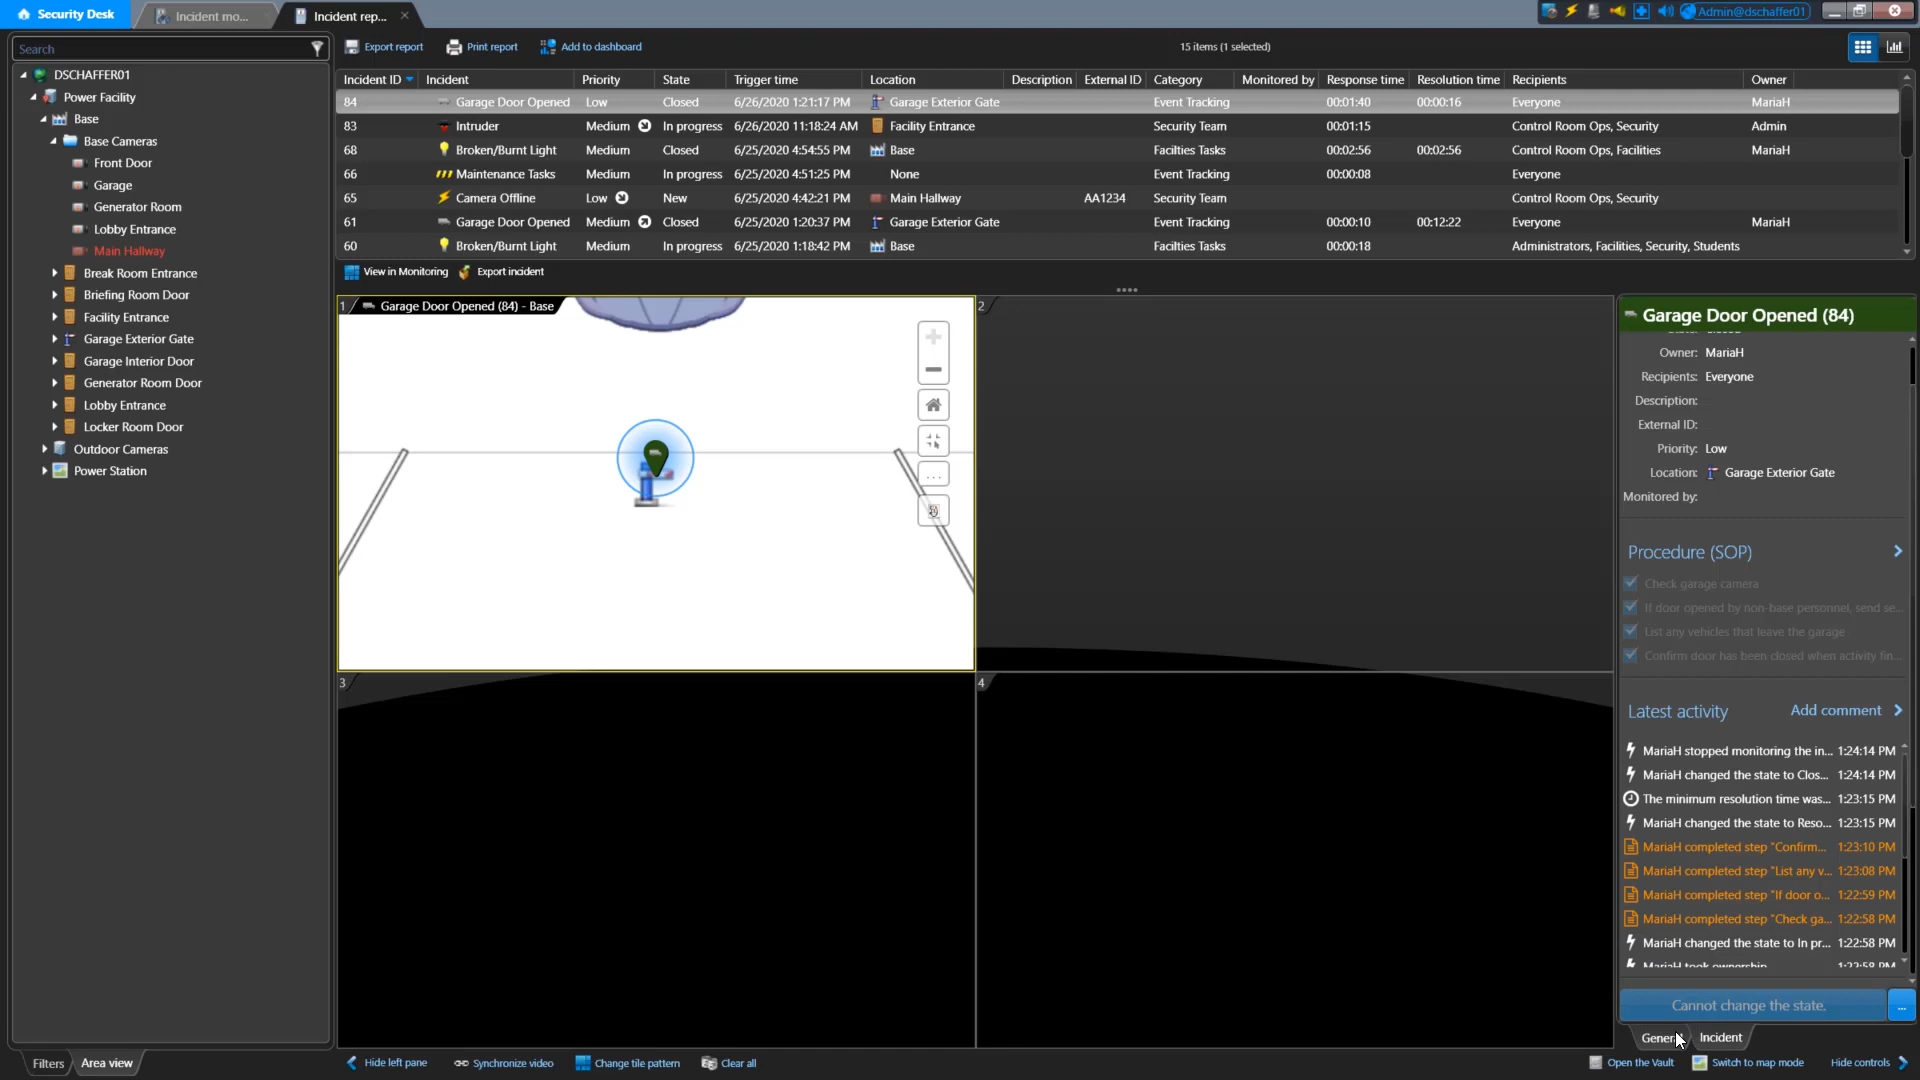 Security Desk
Incident mo...
Incident rep...
Admin@dschaffer01
Search
Export report
Print report
Add to dashboard
15 items (1 selected)
DSCHAFFER01
Power Facility
Base
Base Cameras
Front Door
Garage
Generator Room
Lobby Entrance
Main Hallway
Break Room Entrance
Briefing Room Door
Facility Entrance
Garage Exterior Gate
Garage Interior Door
Generator Room Door
Lobby Entrance
Locker Room Door
Outdoor Cameras
Power Station
Incident ID Incident Priority State Trigger time Location Description External ID Category Monitored by Response time Resolution time Recipients Owner
84 Garage Door Opened Low Closed 6/26/2020 1:21:17 PM Garage Exterior Gate Event Tracking 00:01:40 00:00:16 Everyone MariaH
83 Intruder Medium In progress 6/26/2020 11:18:24 AM Facility Entrance Security Team 00:01:15 Control Room Ops, Security Admin
68 Broken/Burnt Light Medium Closed 6/25/2020 4:54:55 PM Base Facilties Tasks 00:02:56 00:02:56 Control Room Ops, Facilities MariaH
66 Maintenance Tasks Medium In progress 6/25/2020 4:51:25 PM None Event Tracking 00:00:08 Everyone
65 Camera Offline Low New 6/25/2020 4:42:21 PM Main Hallway AA1234 Security Team Control Room Ops, Security
61 Garage Door Opened Medium Closed 6/25/2020 1:20:37 PM Garage Exterior Gate Event Tracking 00:00:10 00:12:22 Everyone MariaH
60 Broken/Burnt Light Medium In progress 6/25/2020 1:18:42 PM Base Facilties Tasks 00:00:18 Administrators, Facilities, Security, Students
View in Monitoring
Export incident
1 Garage Door Opened (84) - Base
2
3
4
Garage Door Opened (84)
Owner: MariaH
Recipients: Everyone
Description:
External ID:
Priority: Low
Location: Garage Exterior Gate
Monitored by:
Procedure (SOP)
Check garage camera
If door opened by non-base personnel, send se...
List any vehicles that leave the garage
Confirm door has been closed when activity fin...
Latest activity
Add comment
MariaH stopped monitoring the in... 1:24:14 PM
MariaH changed the state to Clos... 1:24:14 PM
The minimum resolution time was... 1:23:15 PM
MariaH changed the state to Reso... 1:23:15 PM
MariaH completed step "Confirm... 1:23:10 PM
MariaH completed step "List any v... 1:23:08 PM
MariaH completed step "If door o... 1:22:59 PM
MariaH completed step "Check ga... 1:22:58 PM
MariaH changed the state to In pr... 1:22:58 PM
MariaH took ownership 1:22:58 PM
Cannot change the state.
...
General
Incident
Filters
Area view
Hide left pane
Synchronize video
Change tile pattern
Clear all
Open the Vault
Switch to map mode
Hide controls